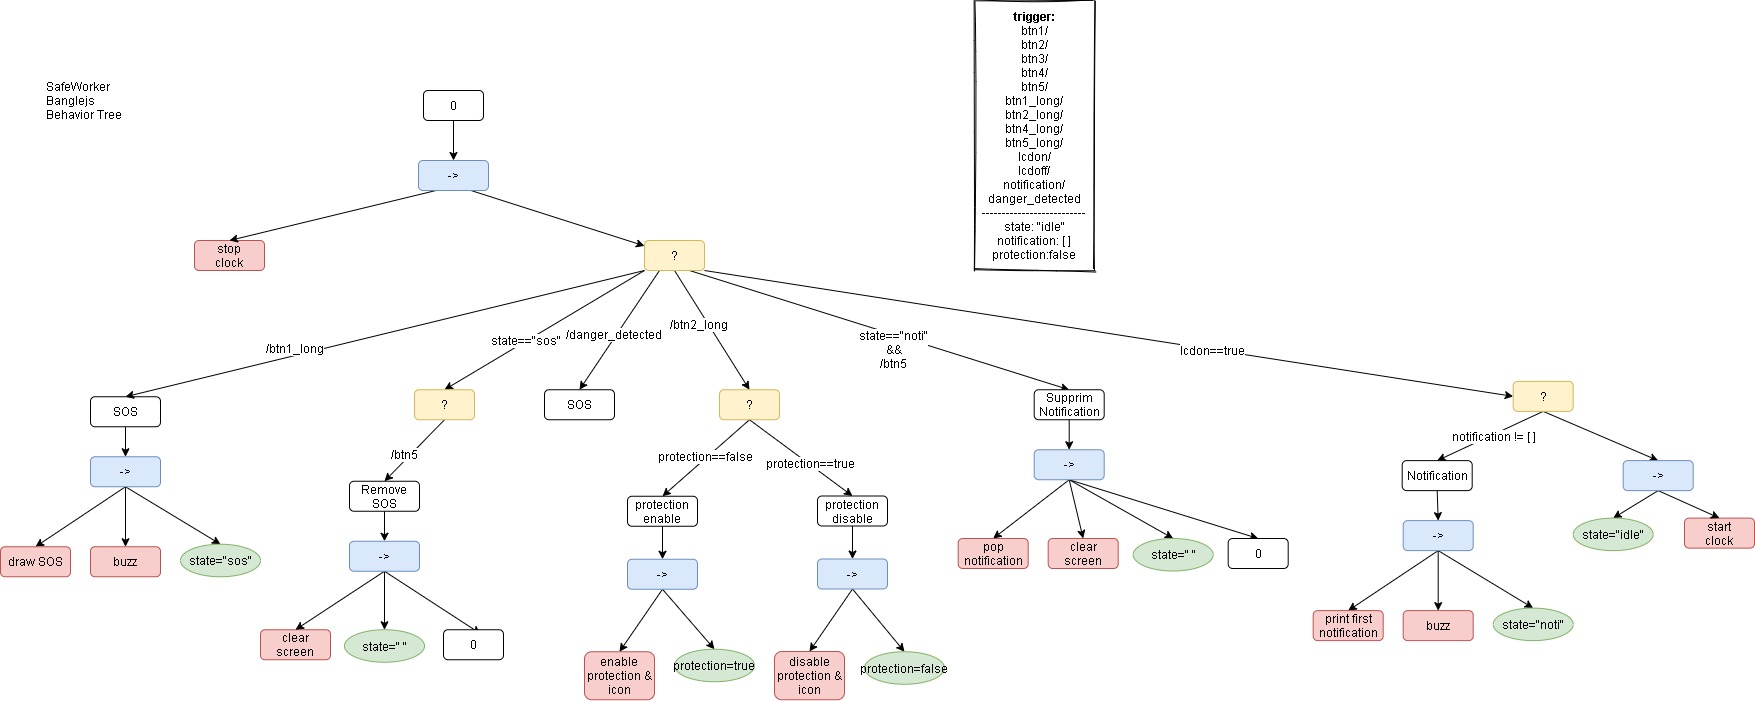 SafeWorker
Banglejs
Behavior Tree
trigger:
btn1/
btn2/
btn3/
btn4/
btn5/
btn1_long/
btn2_long/
btn4_long/
btn5_long/
lcdon/
lcdoff/
notification/
danger_detected
--------------------------
state: "idle"
notification: [ ]
protection:false
0
->
stop
clock
?
/btn1_long
state=="sos"
/danger_detected
/btn2_long
state=="noti"
&&
/btn5
lcdon==true
SOS
?
SOS
?
Supprim
Notification
?
->
/btn5
protection==false
protection==true
->
notification != [ ]
Remove
SOS
protection
enable
protection
disable
Notification
->
draw SOS
buzz
state="sos"
->
->
->
pop
notification
clear
screen
state=" "
0
->
state="idle"
start
clock
clear
screen
state=" "
0
enable
protection &
icon
protection=true
disable
protection &
icon
protection=false
print first
notification
buzz
state="noti"